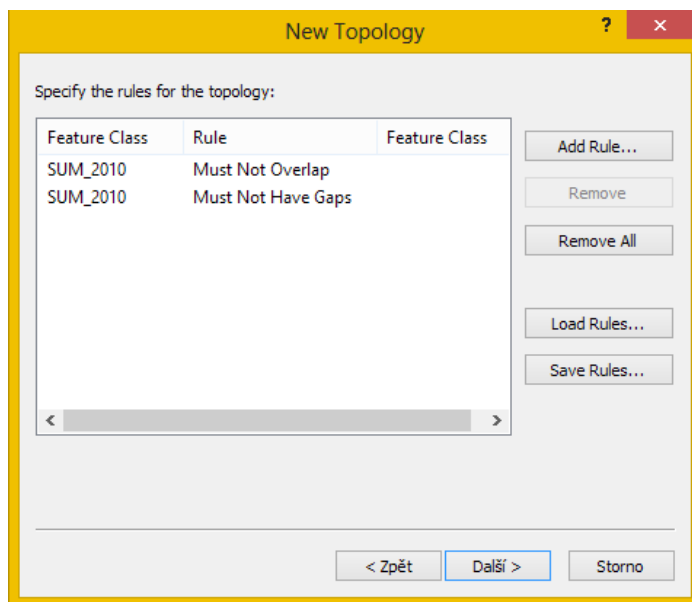 New Topology
?
Specify the rules for the topology:
Feature Class Rule Feature Class
SUM_2010 Must Not Overlap
SUM_2010 Must Not Have Gaps
Add Rule...
Remove
Remove All
Load Rules...
Save Rules...
< Zpět Další > Storno